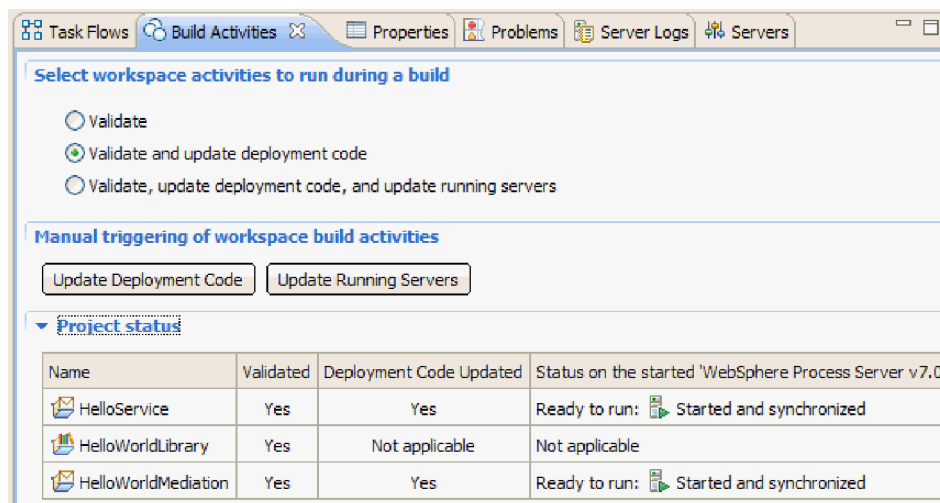 Task Flows Build Activities Properties Problems Server Logs Servers
Select workspace activities to run during a build
Validate
Validate and update deployment code
Validate, update deployment code, and update running servers
Manual triggering of workspace build activities
Update Deployment Code Update Running Servers
Project status
Name Validated Deployment Code Updated Status on the started 'WebSphere Process Server v7.0
HelloService Yes Yes Ready to run: Started and synchronized
HelloWorldLibrary Yes Not applicable Not applicable
HelloWorldMediation Yes Yes Ready to run: Started and synchronized